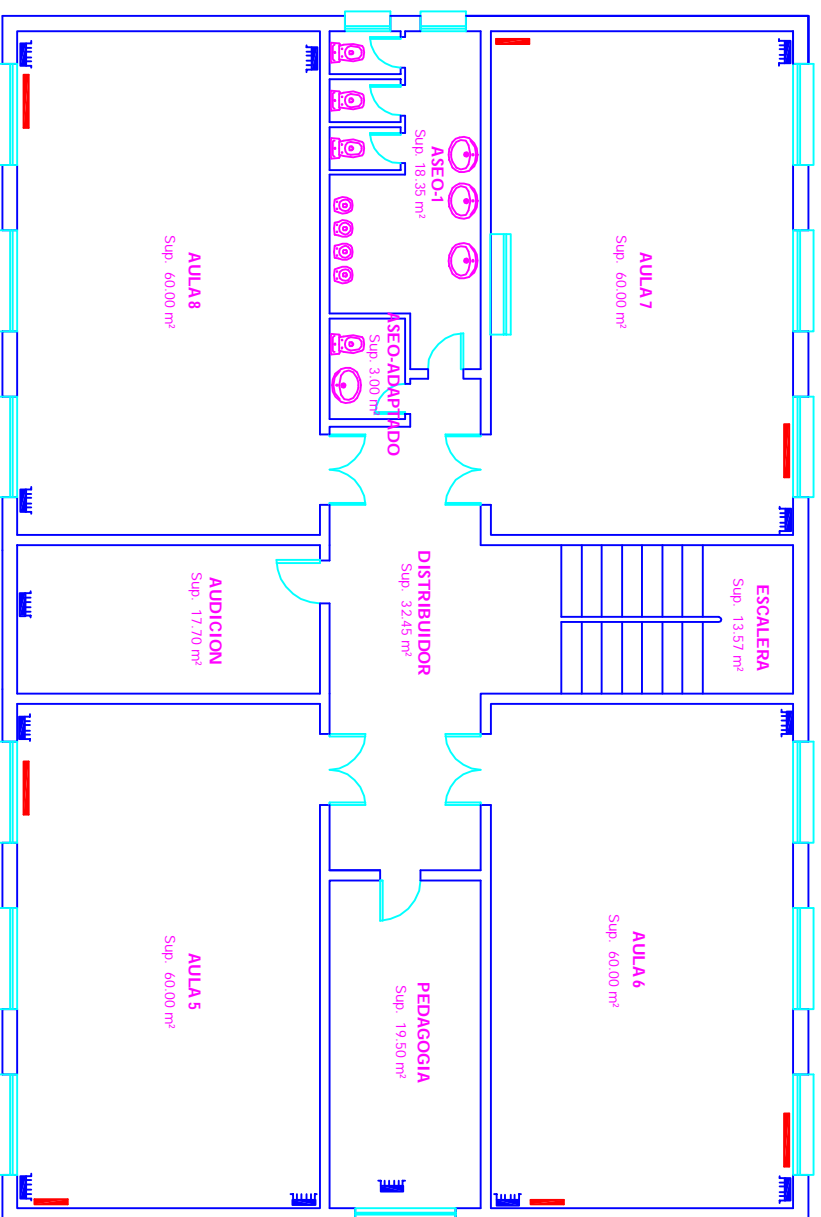 AULA 8
Sup. 60.00 m²
ASEO-1
Sup. 18.35 m²
AULA 7
Sup. 60.00 m²
ASEO-ADAPTADO
Sup. 3.00 m²
AUDICION
Sup. 17.70 m²
DISTRIBUIDOR
Sup. 32.45 m²
ESCALERA
Sup. 13.57 m²
AULA 5
Sup. 60.00 m²
PEDAGOGIA
Sup. 19.50 m²
AULA 6
Sup. 60.00 m²